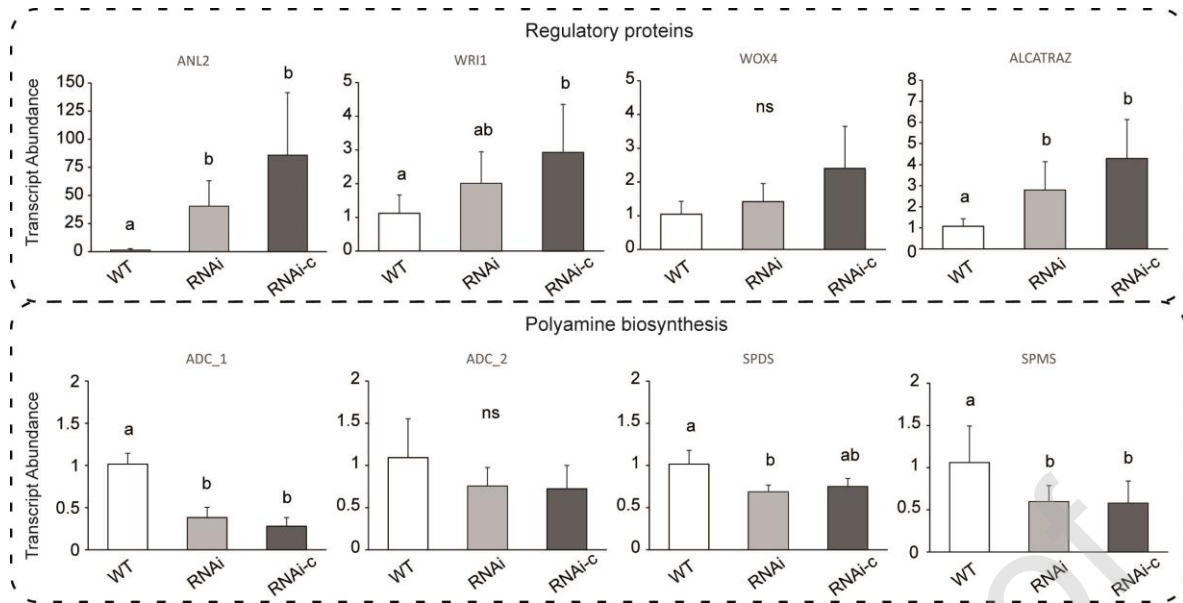 Regulatory proteins
ANL2
WRI1
WOX4
ALCATRAZ
Transcript Abundance
150
125
100
75
50
25
0
a
b
b
WT
RNAi
RNAi-c
5
4
3
2
1
0
a
ab
b
WT
RNAi
RNAi-c
5
4
3
2
1
0
ns
WT
RNAi
RNAi-c
8
7
6
5
4
3
2
1
0
a
b
b
WT
RNAi
RNAi-c
Polyamine biosynthesis
ADC_1
ADC_2
SPDS
SPMS
Transcript Abundance
2
1.5
1
0.5
0
a
b
b
WT
RNAi
RNAi-c
2
1.5
1
0.5
0
ns
WT
RNAi
RNAi-c
2
1.5
1
0.5
0
a
b
ab
WT
RNAi
RNAi-c
2
1.5
1
0.5
0
a
b
b
WT
RNAi
RNAi-c